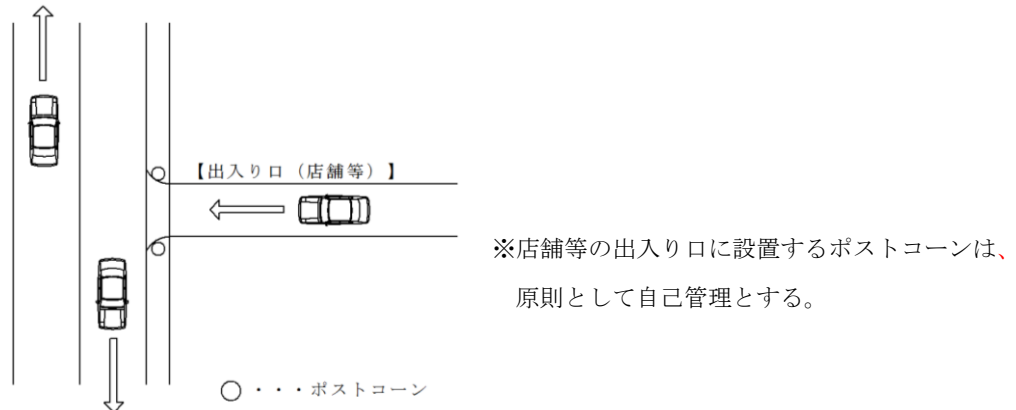 【出入り口（店舗等）】
※店舗等の出入り口に設置するポストコーンは、
原則として自己管理とする。
○・・・ポストコーン